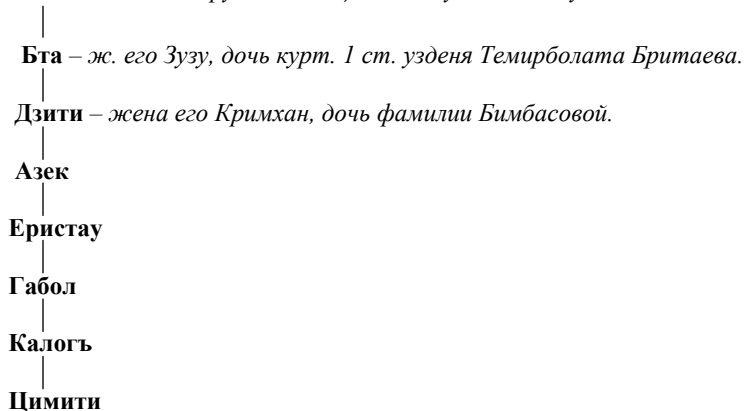 Бта – ж. его Зузу, дочь курт. 1 ст. узденя Темирболата Бритаева.
Дзити – жена его Кримхан, дочь фамилии Бимбасовой.
Азек
Еристау
Габол
Калогъ
Цимити